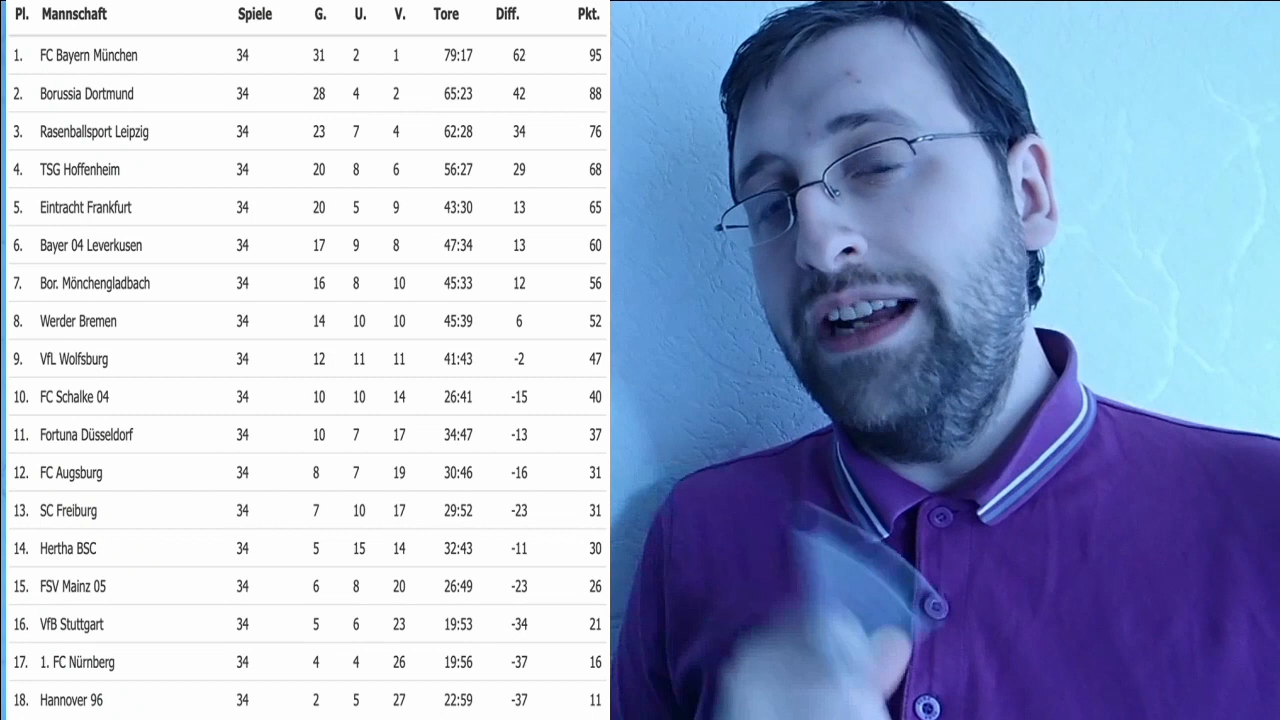 Pl. Mannschaft Spiele G. U. V. Tore Diff. Pkt.
1. FC Bayern München 34 31 2 1 79:17 62 95
2. Borussia Dortmund 34 28 4 2 65:23 42 88
3. Rasenballsport Leipzig 34 23 7 4 62:28 34 76
4. TSG Hoffenheim 34 20 8 6 56:27 29 68
5. Eintracht Frankfurt 34 20 5 9 43:30 13 65
6. Bayer 04 Leverkusen 34 17 9 8 47:34 13 60
7. Bor. Mönchengladbach 34 16 8 10 45:33 12 56
8. Werder Bremen 34 14 10 10 45:39 6 52
9. VfL Wolfsburg 34 12 11 11 41:43 -2 47
10. FC Schalke 04 34 10 10 14 26:41 -15 40
11. Fortuna Düsseldorf 34 10 7 17 34:47 -13 37
12. FC Augsburg 34 8 7 19 30:46 -16 31
13. SC Freiburg 34 7 10 17 29:52 -23 31
14. Hertha BSC 34 5 15 14 32:43 -11 30
15. FSV Mainz 05 34 6 8 20 26:49 -23 26
16. VfB Stuttgart 34 5 6 23 19:53 -34 21
17. 1. FC Nürnberg 34 4 4 26 19:56 -37 16
18. Hannover 96 34 2 5 27 22:59 -37 11